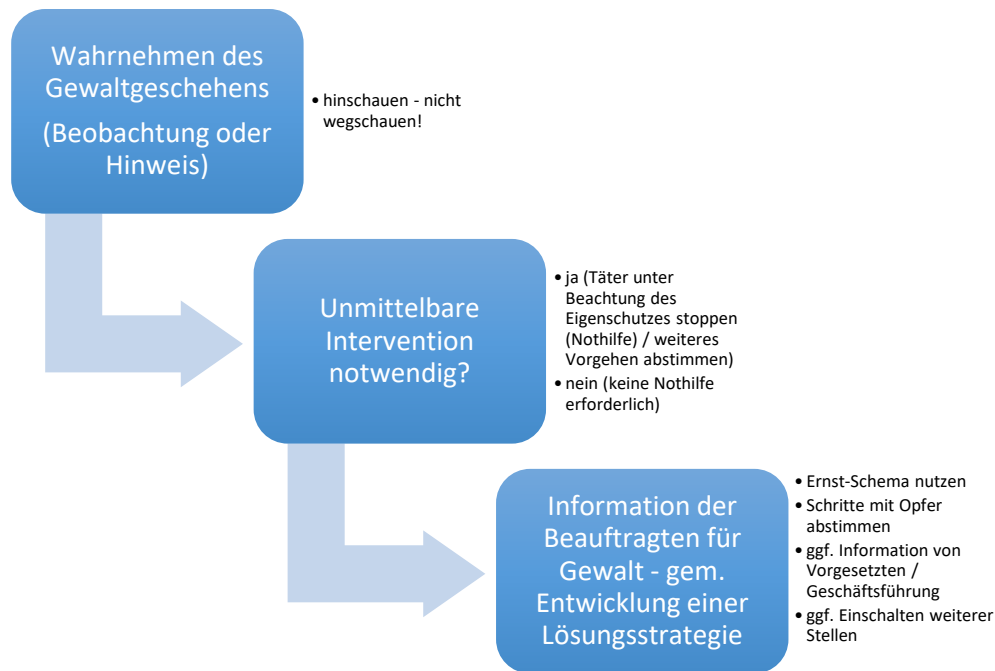 Wahrnehmen des
Gewaltgeschehens
(Beobachtung oder
Hinweis)
• hinschauen - nicht
wegschauen!
Unmittelbare
Intervention
notwendig?
• ja (Täter unter
Beachtung des
Eigenschutzes stoppen
(Nothilfe) / weiteres
Vorgehen abstimmen)
• nein (keine Nothilfe
erforderlich)
Information der
Beauftragten für
Gewalt - gem.
Entwicklung einer
Lösungsstrategie
• Ernst-Schema nutzen
• Schritte mit Opfer
abstimmen
• ggf. Information von
Vorgesetzten /
Geschäftsführung
• ggf. Einschalten weiterer
Stellen